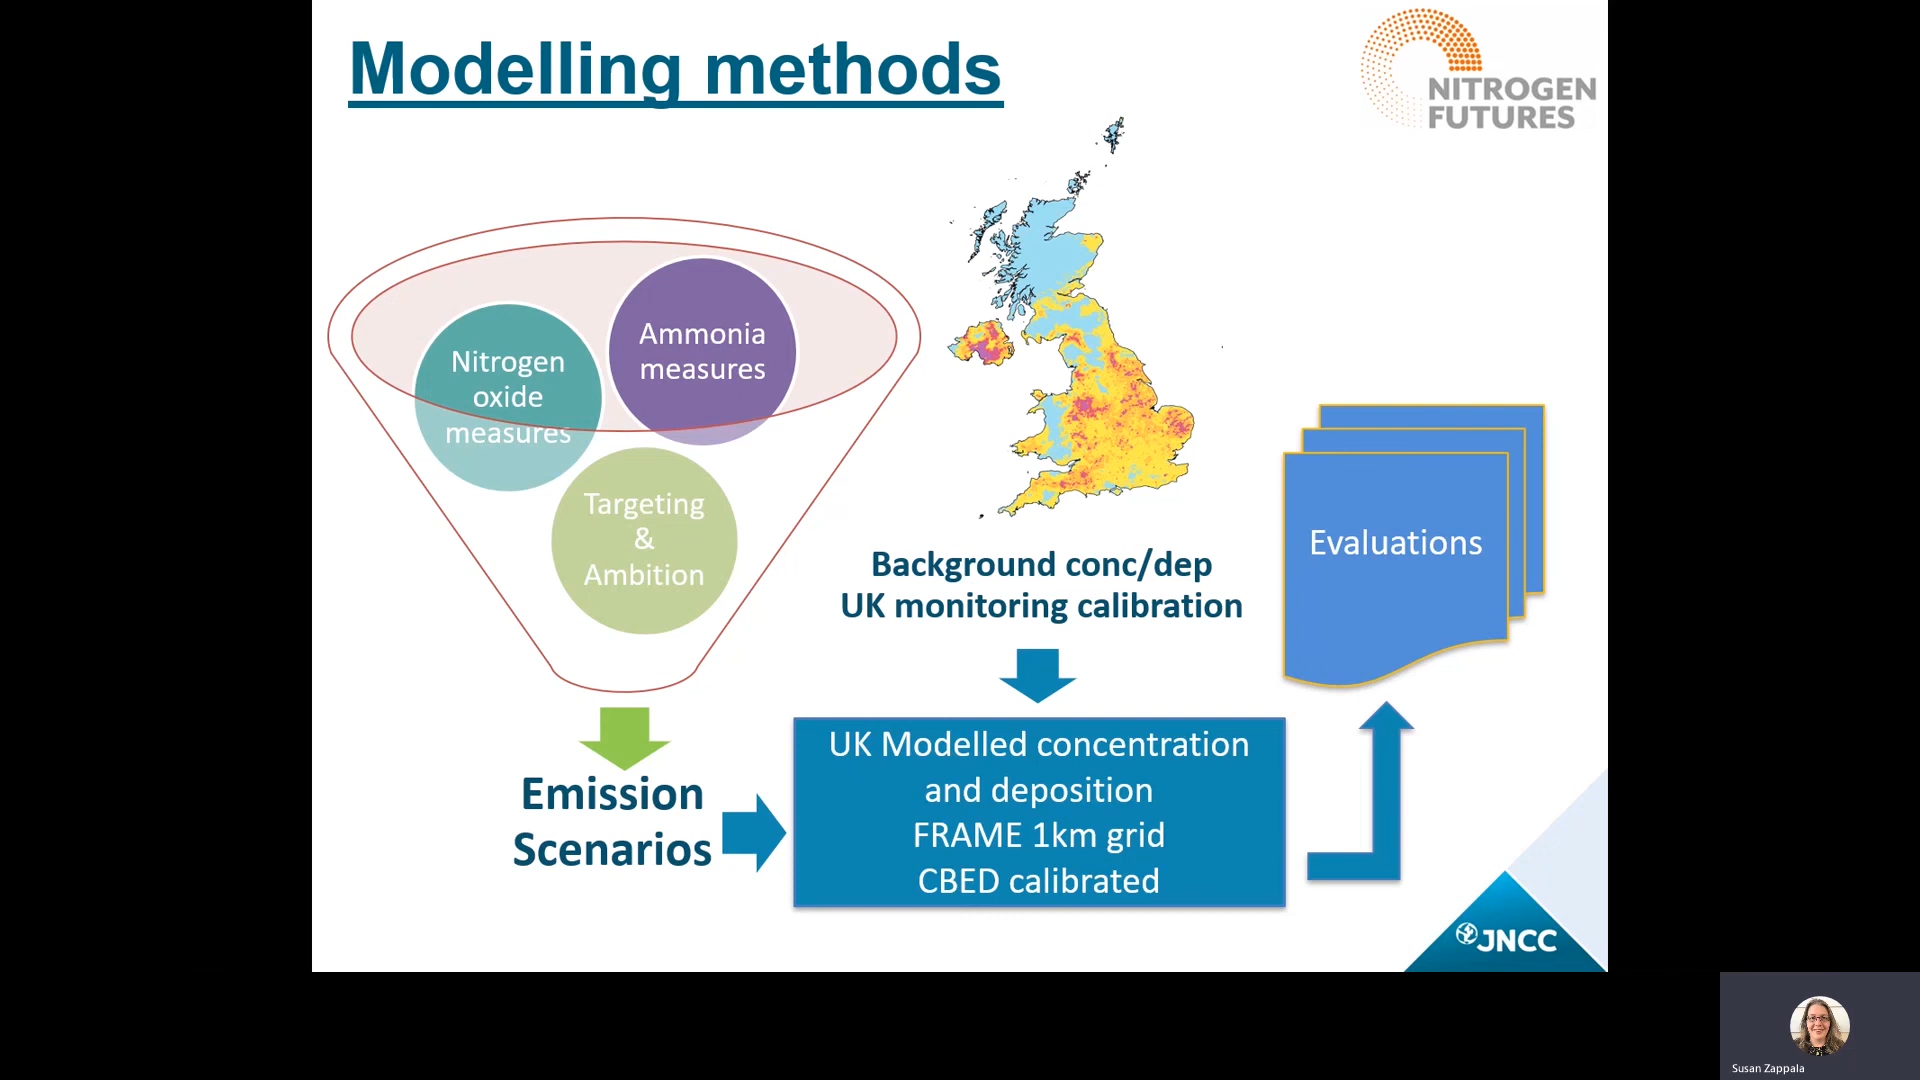 Modelling methods
NITROGEN
FUTURES
Nitrogen
oxide
measures
Ammonia
measures
Targeting
&
Ambition
Background conc/dep
UK monitoring calibration
Evaluations
Emission
Scenarios
UK Modelled concentration
and deposition
FRAME 1km grid
CBED calibrated
JNCC
Susan Zappala